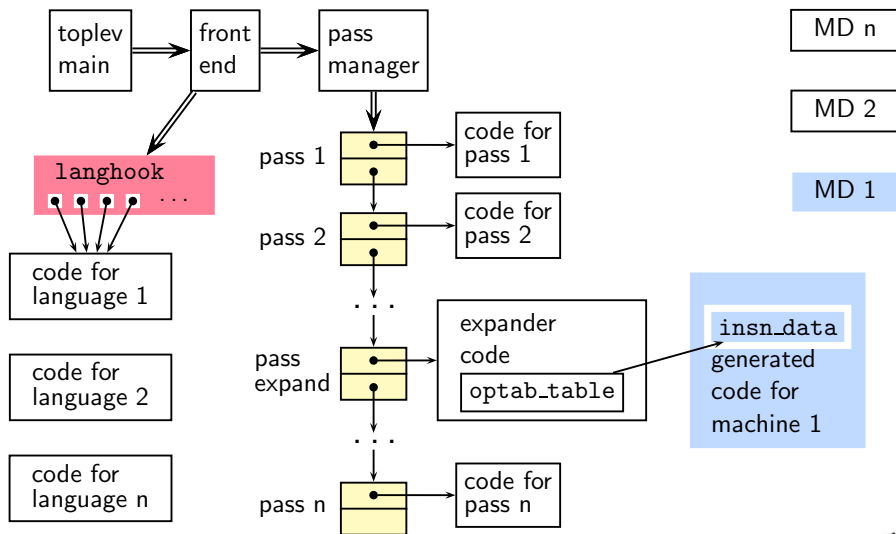 toplev
main
front
end
pass
manager
MD n
MD 2
MD 1
langhook
. . .
code for
language 1
code for
language 2
code for
language n
pass 1
code for
pass 1
pass 2
code for
pass 2
. . .
pass
expand
expander
code
optab_table
insn_data
generated
code for
machine 1
. . .
pass n
code for
pass n